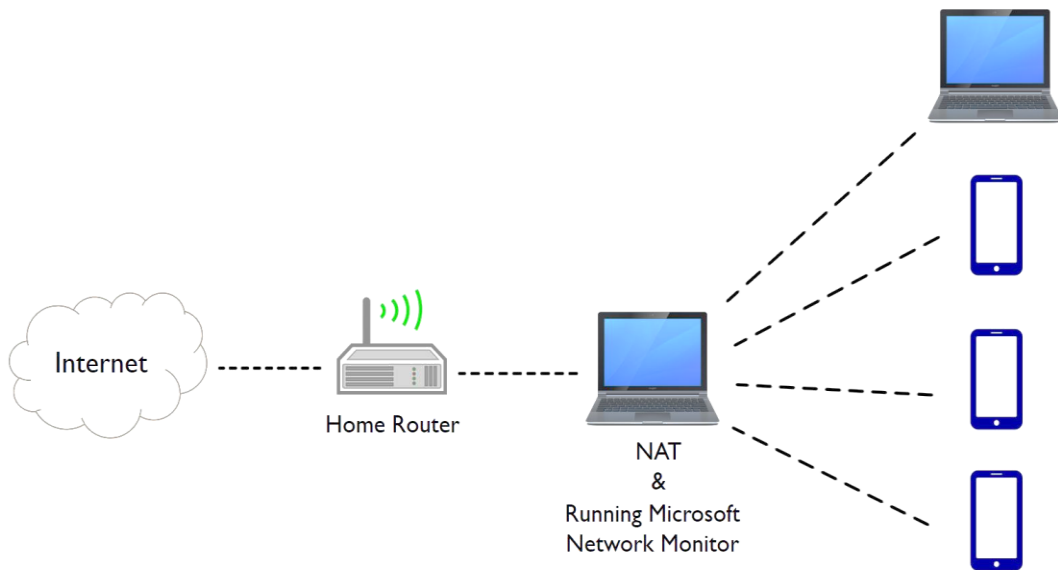 Internet
Home Router
NAT
&
Running Microsoft
Network Monitor